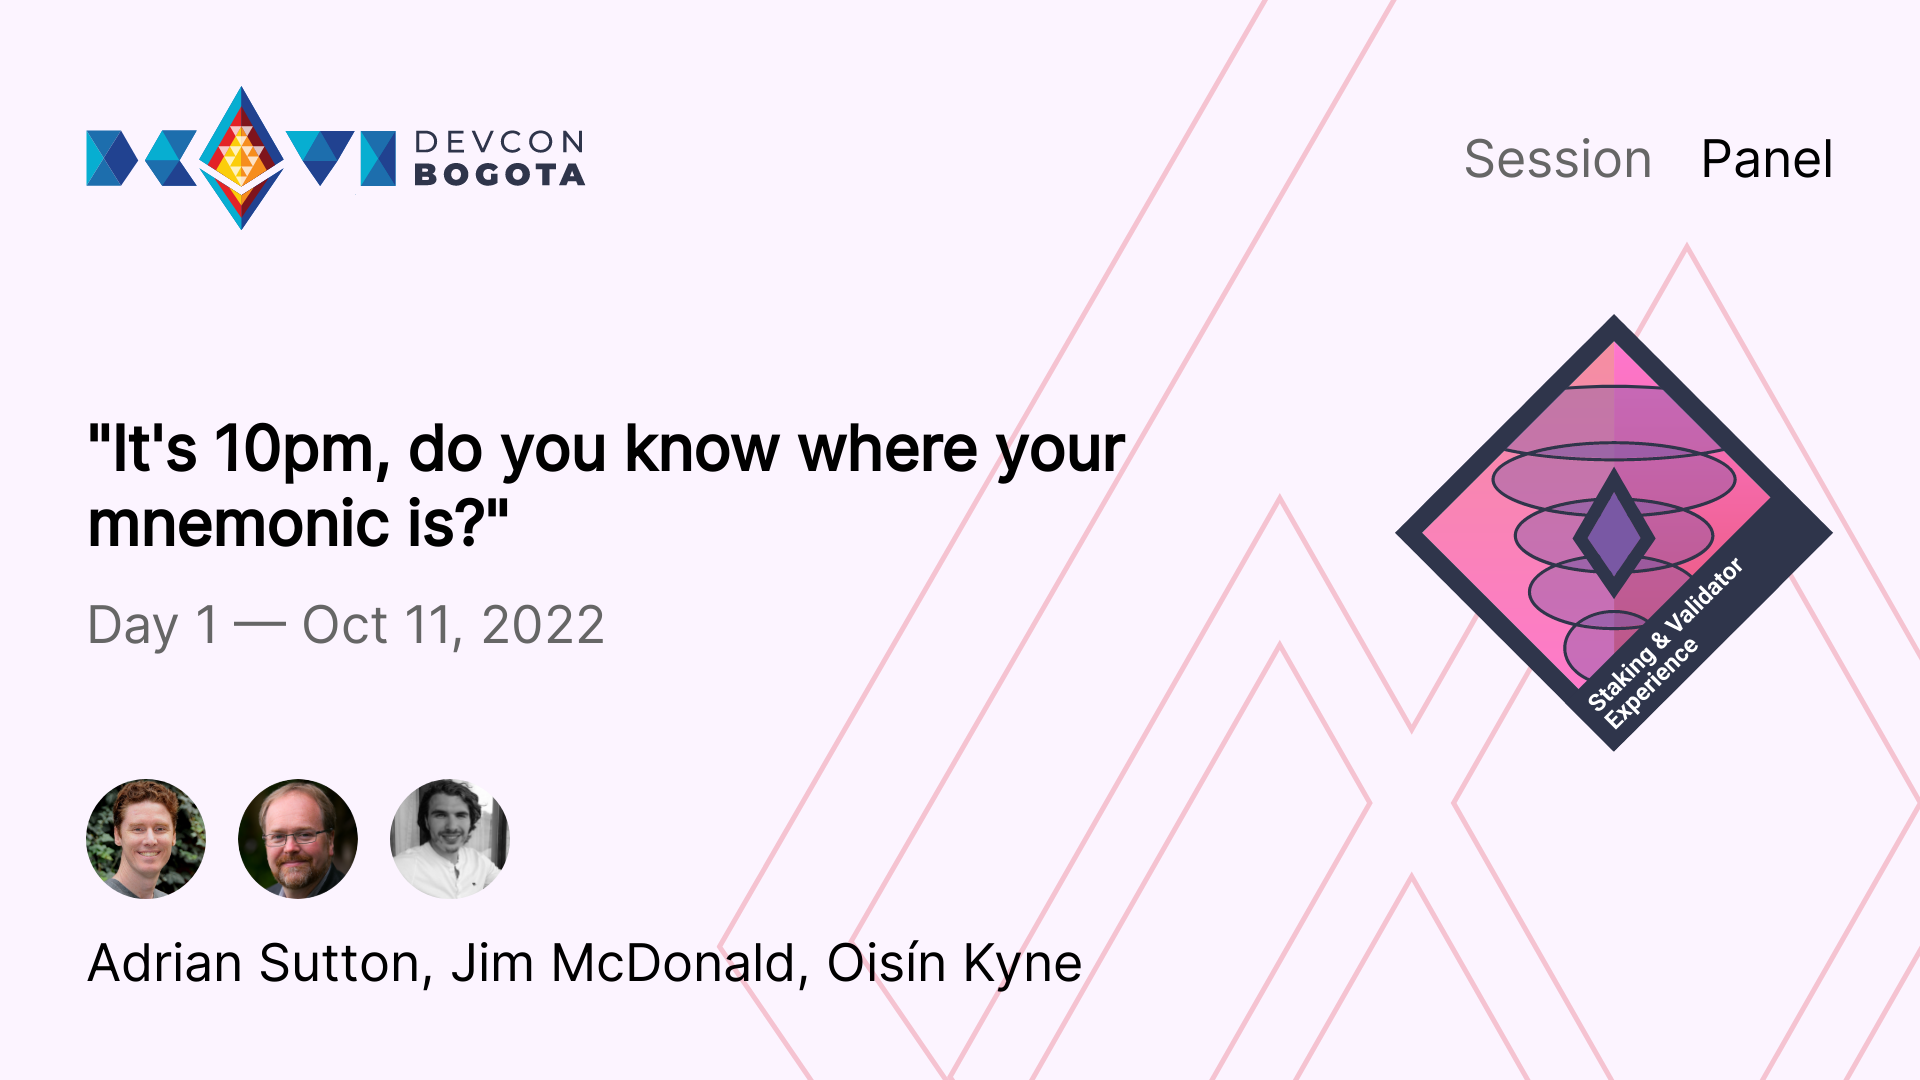 DEVCON
BOGOTA
Session Panel
"It's 10pm, do you know where your
mnemonic is?"
Day 1 — Oct 11, 2022
Staking & Validator
Experience
Adrian Sutton, Jim McDonald, Oisín Kyne